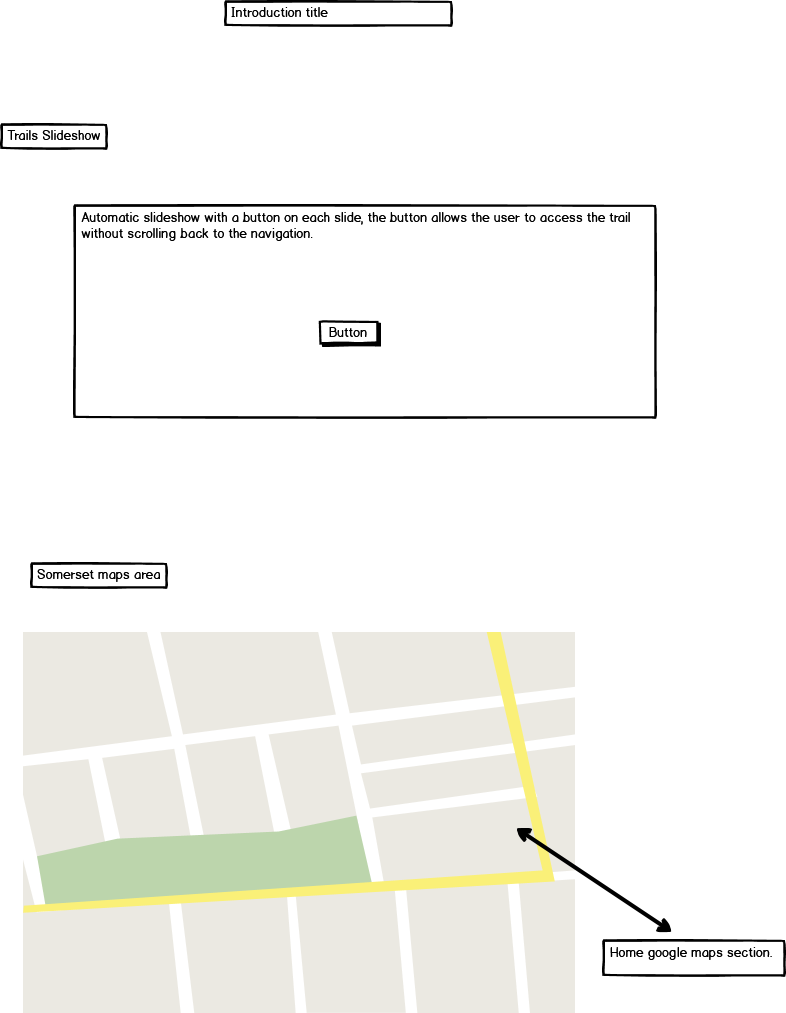 Introduction title
Trails Slideshow
Automatic slideshow with a button on each slide, the button allows the user to access the trail
without scrolling back to the navigation.
Button
Somerset maps area
Home google maps section.